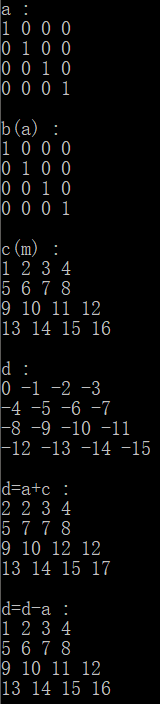 a :
1 0 0 0
0 1 0 0
0 0 1 0
0 0 0 1
b(a) :
1 0 0 0
0 1 0 0
0 0 1 0
0 0 0 1
c(m) :
1 2 3 4
5 6 7 8
9 10 11 12
13 14 15 16
d :
0 -1 -2 -3
-4 -5 -6 -7
-8 -9 -10 -11
-12 -13 -14 -15
d=a+c :
2 2 3 4
5 7 7 8
9 10 12 12
13 14 15 17
d=d-a :
1 2 3 4
5 6 7 8
9 10 11 12
13 14 15 16